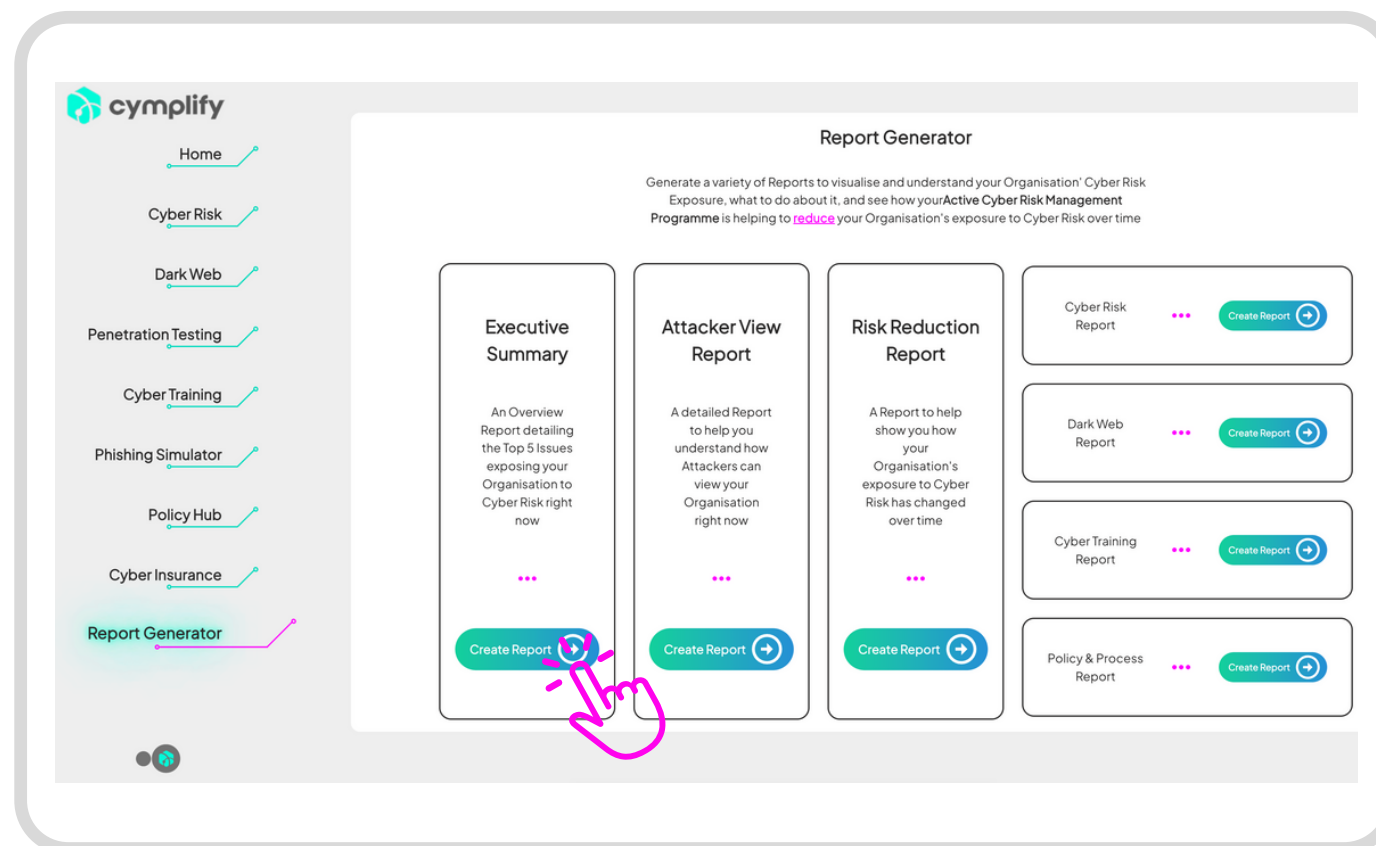 cymplify
Home
Cyber Risk
Dark Web
Penetration Testing
Cyber Training
Phishing Simulator
Policy Hub
Cyber Insurance
Report Generator
Report Generator
Generate a variety of Reports to visualise and understand your Organisation' Cyber Risk
Exposure, what to do about it, and see how yourActive Cyber Risk Management
Programme is helping to reduce your Organisation's exposure to Cyber Risk over time
Executive
Summary
An Overview
Report detailing
the Top 5 Issues
exposing your
Organisation to
Cyber Risk right
now
Create Report
Attacker View
Report
A detailed Report
to help you
understand how
Attackers can
view your
Organisation
right now
Create Report
Risk Reduction
Report
A Report to help
show you how
your
Organisation's
exposure to Cyber
Risk has changed
over time
Create Report
Cyber Risk
Report
Create Report
Dark Web
Report
Create Report
Cyber Training
Report
Create Report
Policy & Process
Report
Create Report